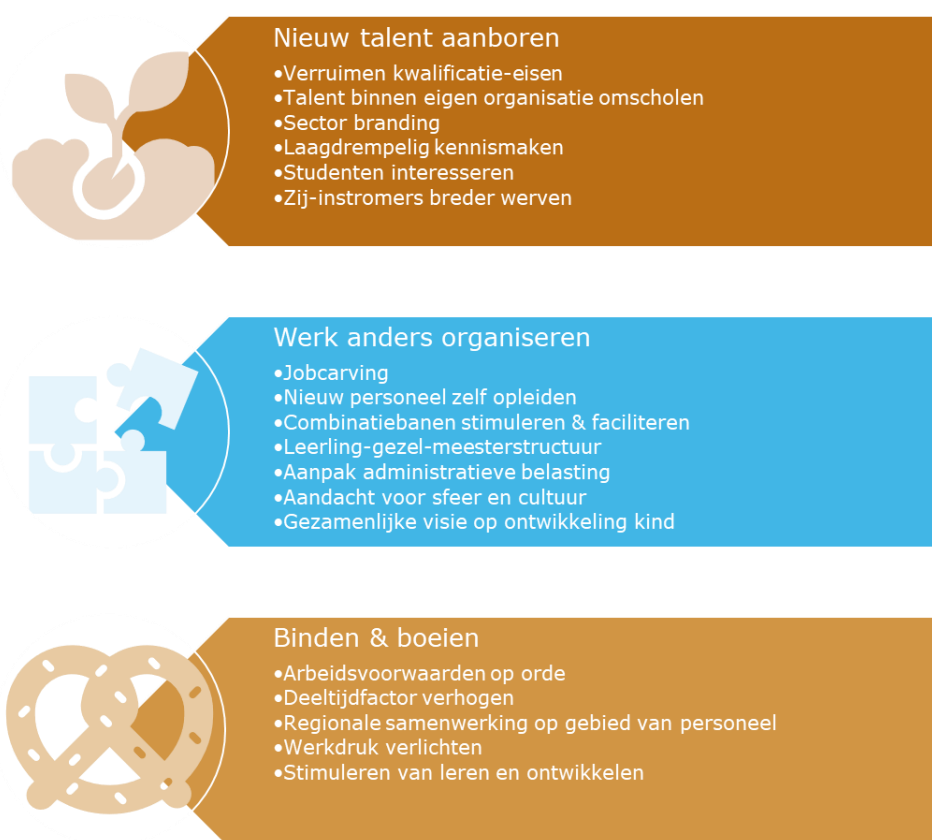 Nieuw talent aanboren
•Verruimen kwalificatie-eisen
•Talent binnen eigen organisatie omscholen
•Sector branding
•Laagdrempelig kennismaken
•Studenten interesseren
•Zij-instromers breder werven
Werk anders organiseren
•Jobcarving
•Nieuw personeel zelf opleiden
•Combinatiebanen stimuleren & faciliteren
•Leerling-gezel-meesterstructuur
•Aanpak administratieve belasting
•Aandacht voor sfeer en cultuur
•Gezamenlijke visie op ontwikkeling kind
Binden & boeien
•Arbeidsvoorwaarden op orde
•Deeltijdfactor verhogen
•Regionale samenwerking op gebied van personeel
•Werkdruk verlichten
•Stimuleren van leren en ontwikkelen